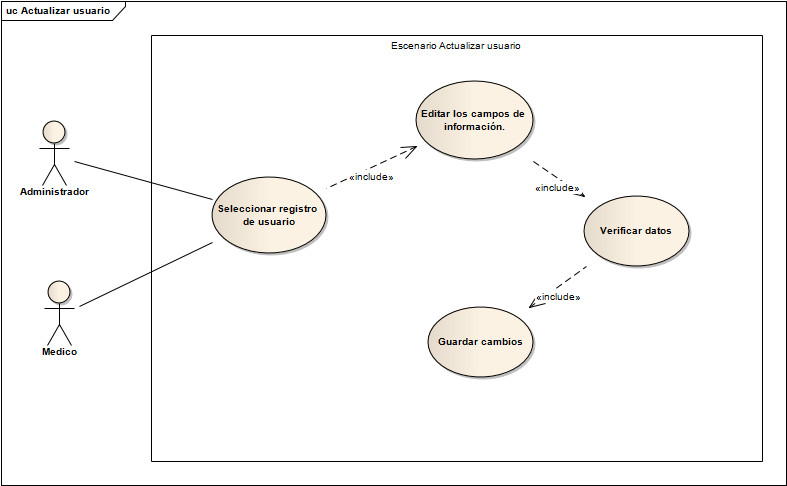 uc Actualizar usuario
Escenario Actualizar usuario
Editar los campos de
información.
Administrador
«include»
«include»
Seleccionar registro
de usuario
Verificar datos
«include»
Medico
Guardar cambios